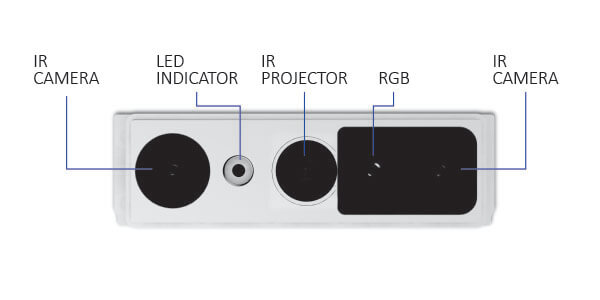 IR
CAMERA
LED
INDICATOR
IR
PROJECTOR
RGB
IR
CAMERA